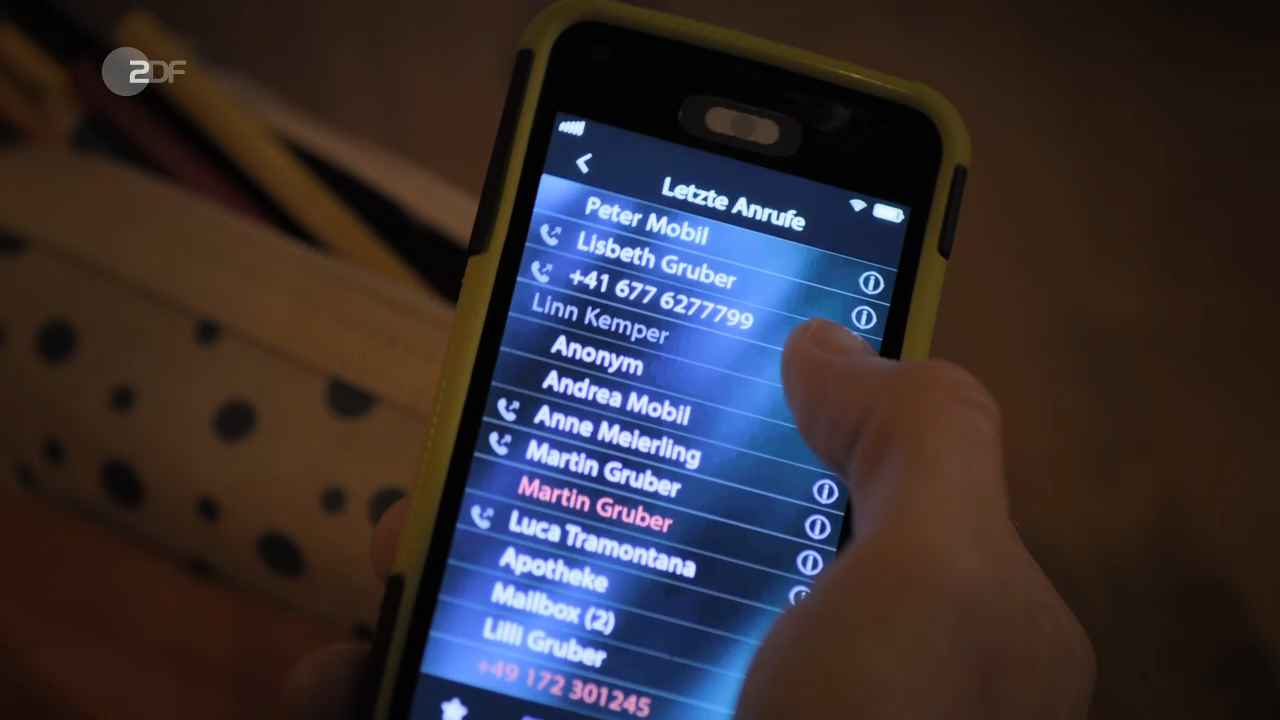 2DF
Letzte Anrufe
Peter Mobil
Lisbeth Gruber
+41 677 6277799
Linn Kemper
Anonym
Andrea Mobil
Anne Meierling
Martin Gruber
Martin Gruber
Luca Tramontana
Apotheke
Mailbox (2)
Lilli Gruber
+49 172 301245